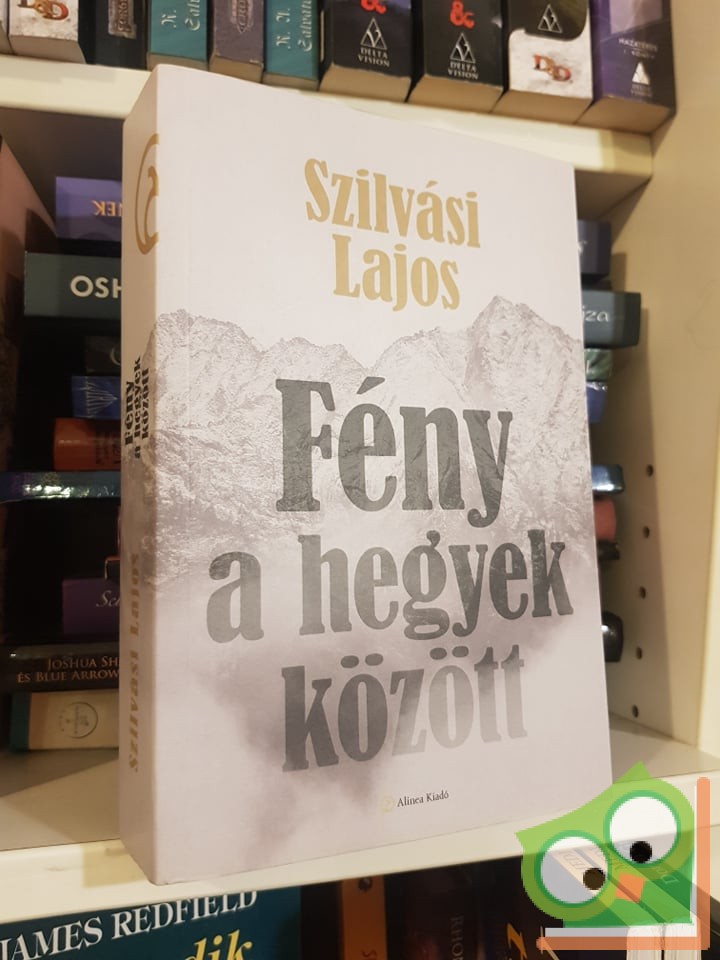 &
&
DELTA
VISION
DELTA
VISION
D&D
Szilvási
Lajos
Fény
a hegyek
között
Alinea Kiadó
Fény
a hegyek
között
SZILVÁSI LAJOS
OSH
JOSHUA SH
ÉS BLUE ARROW
JAMES REDFIELD
dik